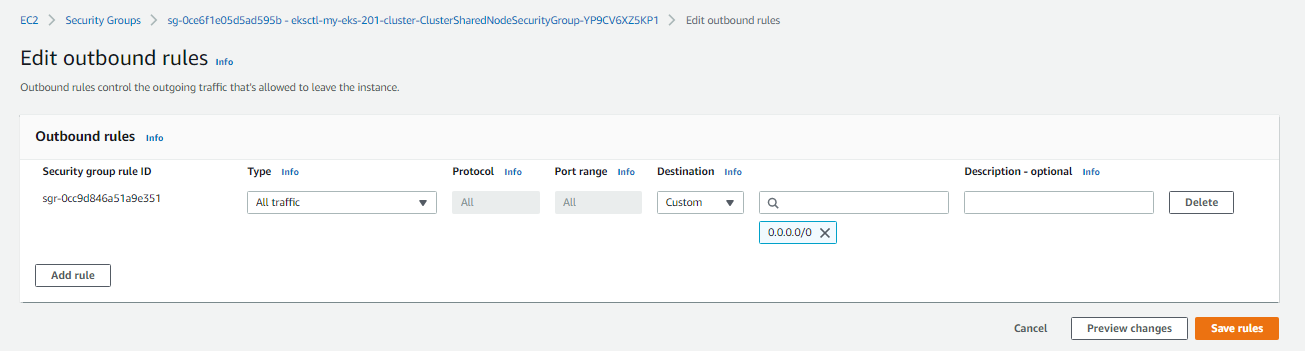 EC2 > Security Groups > sg-0ce6f1e05d5ad595b - eksctl-my-eks-201-cluster-ClusterSharedNodeSecurityGroup-YP9CV6XZ5KP1 > Edit outbound rules
Edit outbound rules Info
Outbound rules control the outgoing traffic that's allowed to leave the instance.
Outbound rules Info
Security group rule ID Type Info Protocol Info Port range Info Destination Info Description - optional Info
sgr-0cc9d846a51a9e351 All traffic All All Custom Delete
0.0.0.0/0
Add rule
Cancel Preview changes Save rules